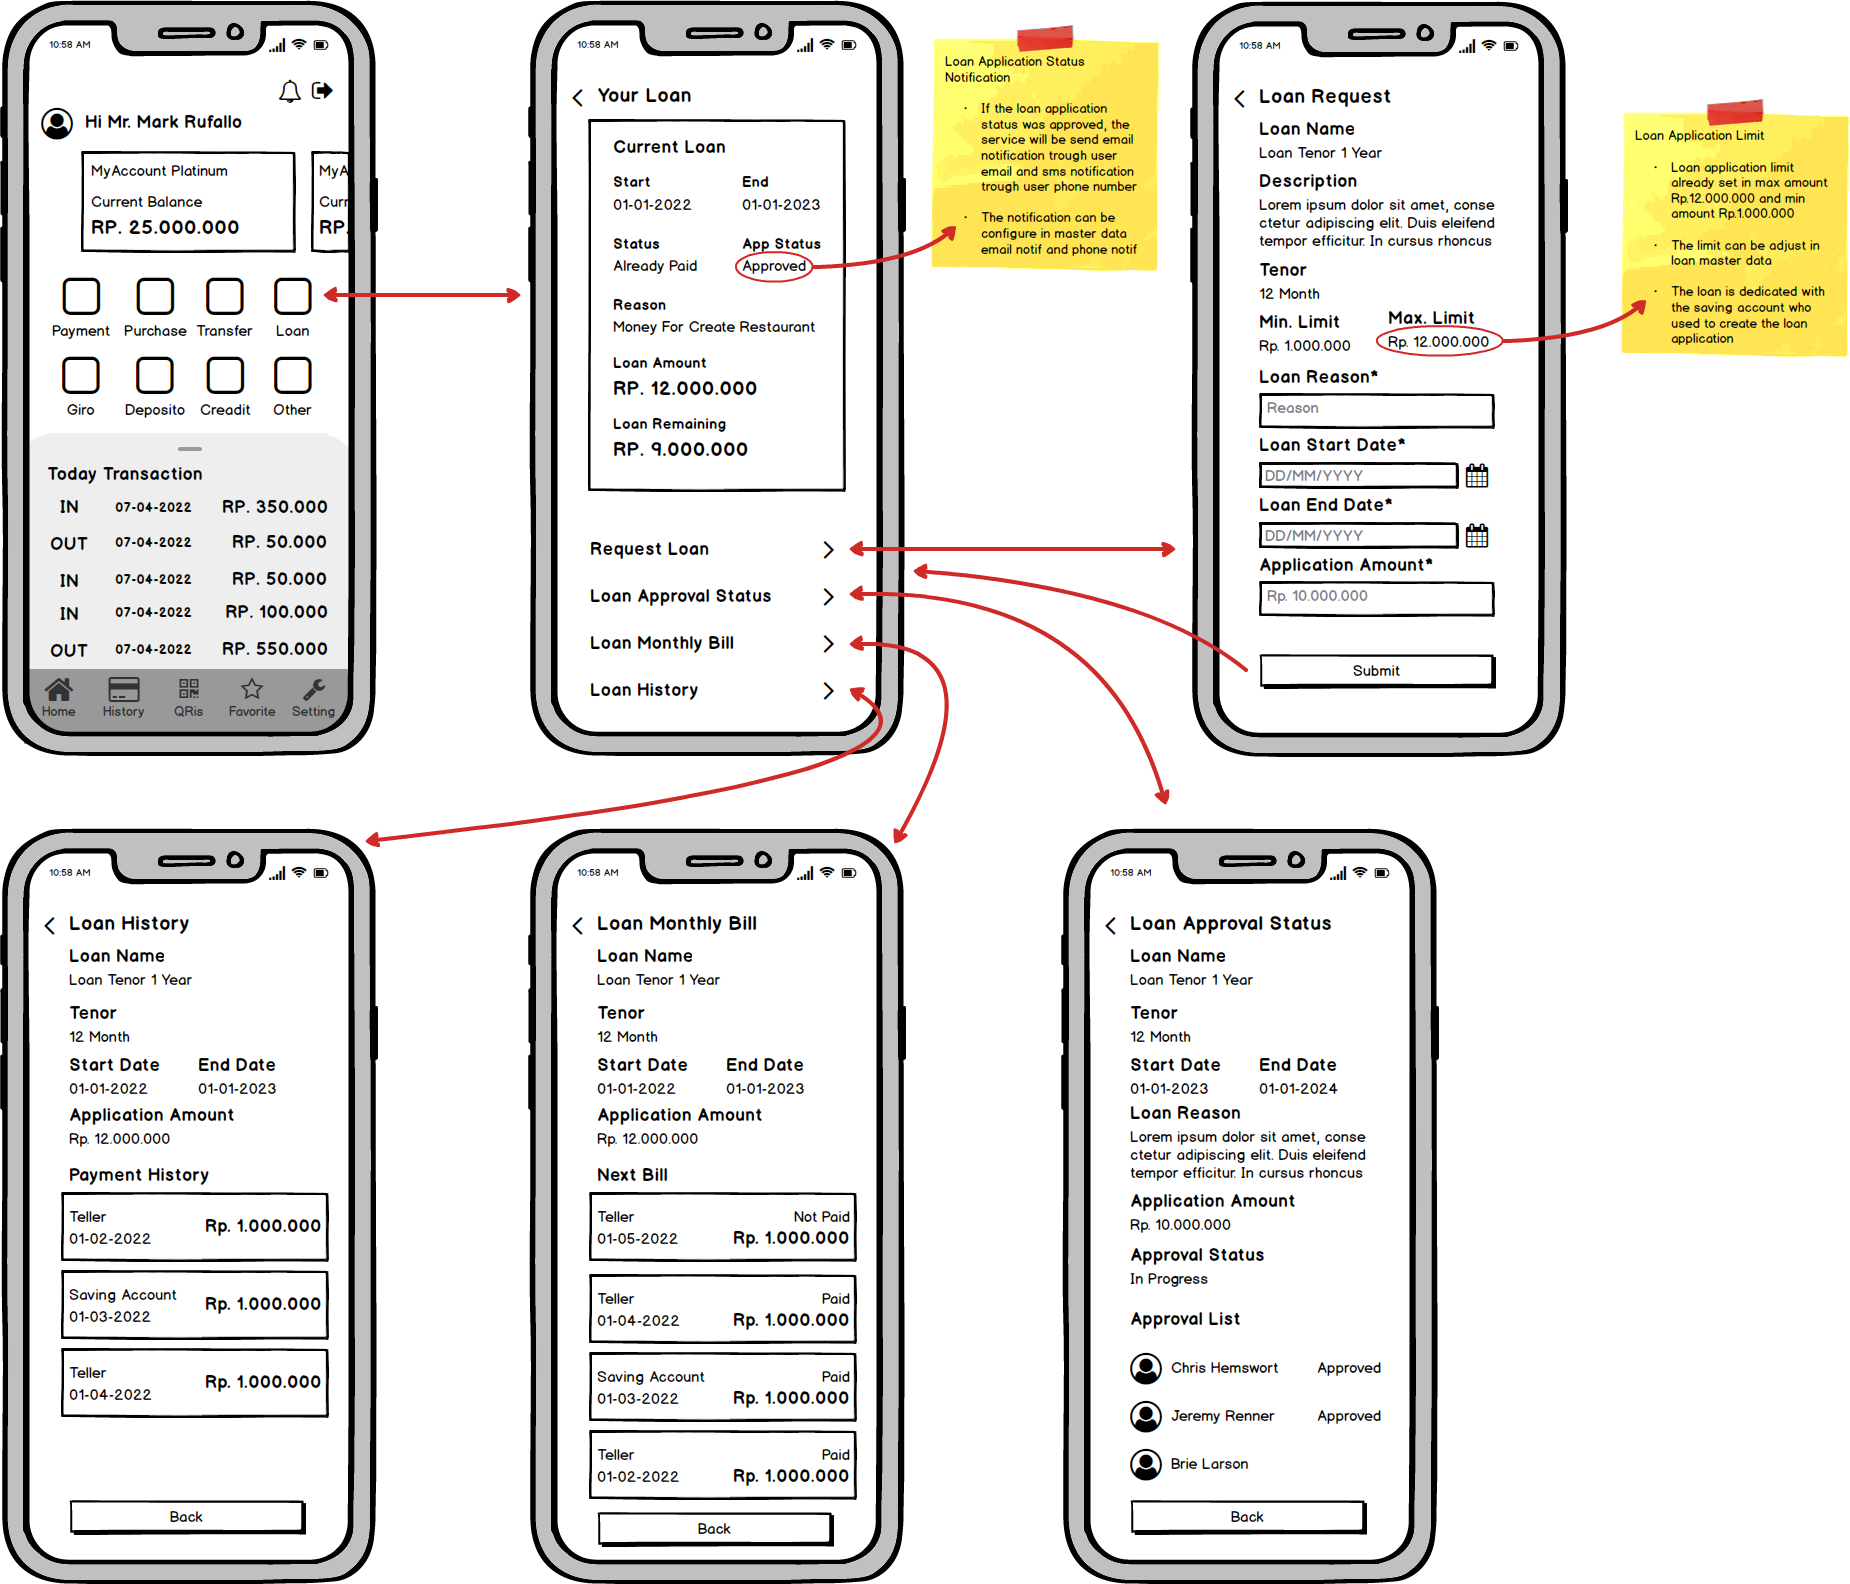 10:58 AM
Hi Mr. Mark Rufallo
MyAccount Platinum
Current Balance
RP. 25.000.000
MyA
Curr
RP.
Payment Purchase Transfer Loan
Giro Deposito Creadit Other
Today Transaction
IN 07-04-2022 RP. 350.000
OUT 07-04-2022 RP. 50.000
IN 07-04-2022 RP. 50.000
IN 07-04-2022 RP. 100.000
OUT 07-04-2022 RP. 550.000
Home History QRis Favorite Setting
10:58 AM
Your Loan
Current Loan
Start End
01-01-2022 01-01-2023
Status App Status
Already Paid Approved
Reason
Money For Create Restaurant
Loan Amount
RP. 12.000.000
Loan Remaining
RP. 9.000.000
Request Loan
Loan Approval Status
Loan Monthly Bill
Loan History
Loan Application Status
Notification
· If the loan application
status was approved, the
service will be send email
notification trough user
email and sms notification
trough user phone number
· The notification can be
configure in master data
email notif and phone notif
10:58 AM
Loan Request
Loan Name
Loan Tenor 1 Year
Description
Lorem ipsum dolor sit amet, conse
ctetur adipiscing elit. Duis eleifend
tempor efficitur. In cursus rhoncus
Tenor
12 Month
Min. Limit Max. Limit
Rp. 1.000.000 Rp. 12.000.000
Loan Reason*
Reason
Loan Start Date*
DD/MM/YYYY
Loan End Date*
DD/MM/YYYY
Application Amount*
Rp. 10.000.000
Submit
Loan Application Limit
· Loan application limit
already set in max amount
Rp.12.000.000 and min
amount Rp.1.000.000
· The limit can be adjust in
loan master data
· The loan is dedicated with
the saving account who
used to create the loan
application
10:58 AM
Loan History
Loan Name
Loan Tenor 1 Year
Tenor
12 Month
Start Date End Date
01-01-2022 01-01-2023
Application Amount
Rp. 12.000.000
Payment History
Teller
01-02-2022 Rp. 1.000.000
Saving Account
01-03-2022 Rp. 1.000.000
Teller
01-04-2022 Rp. 1.000.000
Back
10:58 AM
Loan Monthly Bill
Loan Name
Loan Tenor 1 Year
Tenor
12 Month
Start Date End Date
01-01-2022 01-01-2023
Application Amount
Rp. 12.000.000
Next Bill
Teller Not Paid
01-05-2022 Rp. 1.000.000
Teller Paid
01-04-2022 Rp. 1.000.000
Saving Account Paid
01-03-2022 Rp. 1.000.000
Teller Paid
01-02-2022 Rp. 1.000.000
Back
10:58 AM
Loan Approval Status
Loan Name
Loan Tenor 1 Year
Tenor
12 Month
Start Date End Date
01-01-2023 01-01-2024
Loan Reason
Lorem ipsum dolor sit amet, conse
ctetur adipiscing elit. Duis eleifend
tempor efficitur. In cursus rhoncus
Application Amount
Rp. 10.000.000
Approval Status
In Progress
Approval List
Chris Hemswort Approved
Jeremy Renner Approved
Brie Larson
Back